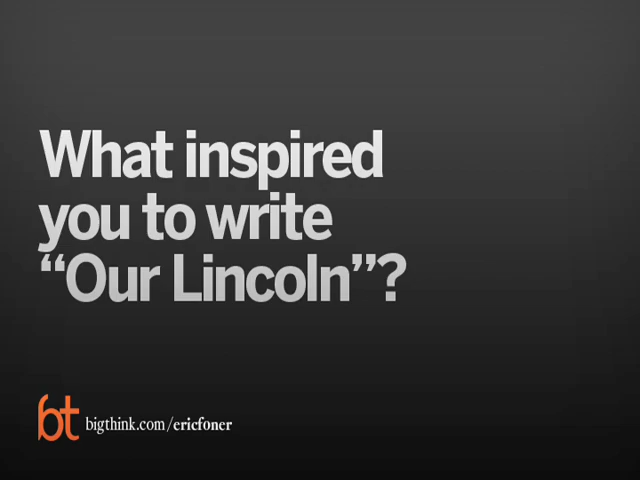 What inspired
you to write
“Our Lincoln”?
bt bigthink.com/ericfoner